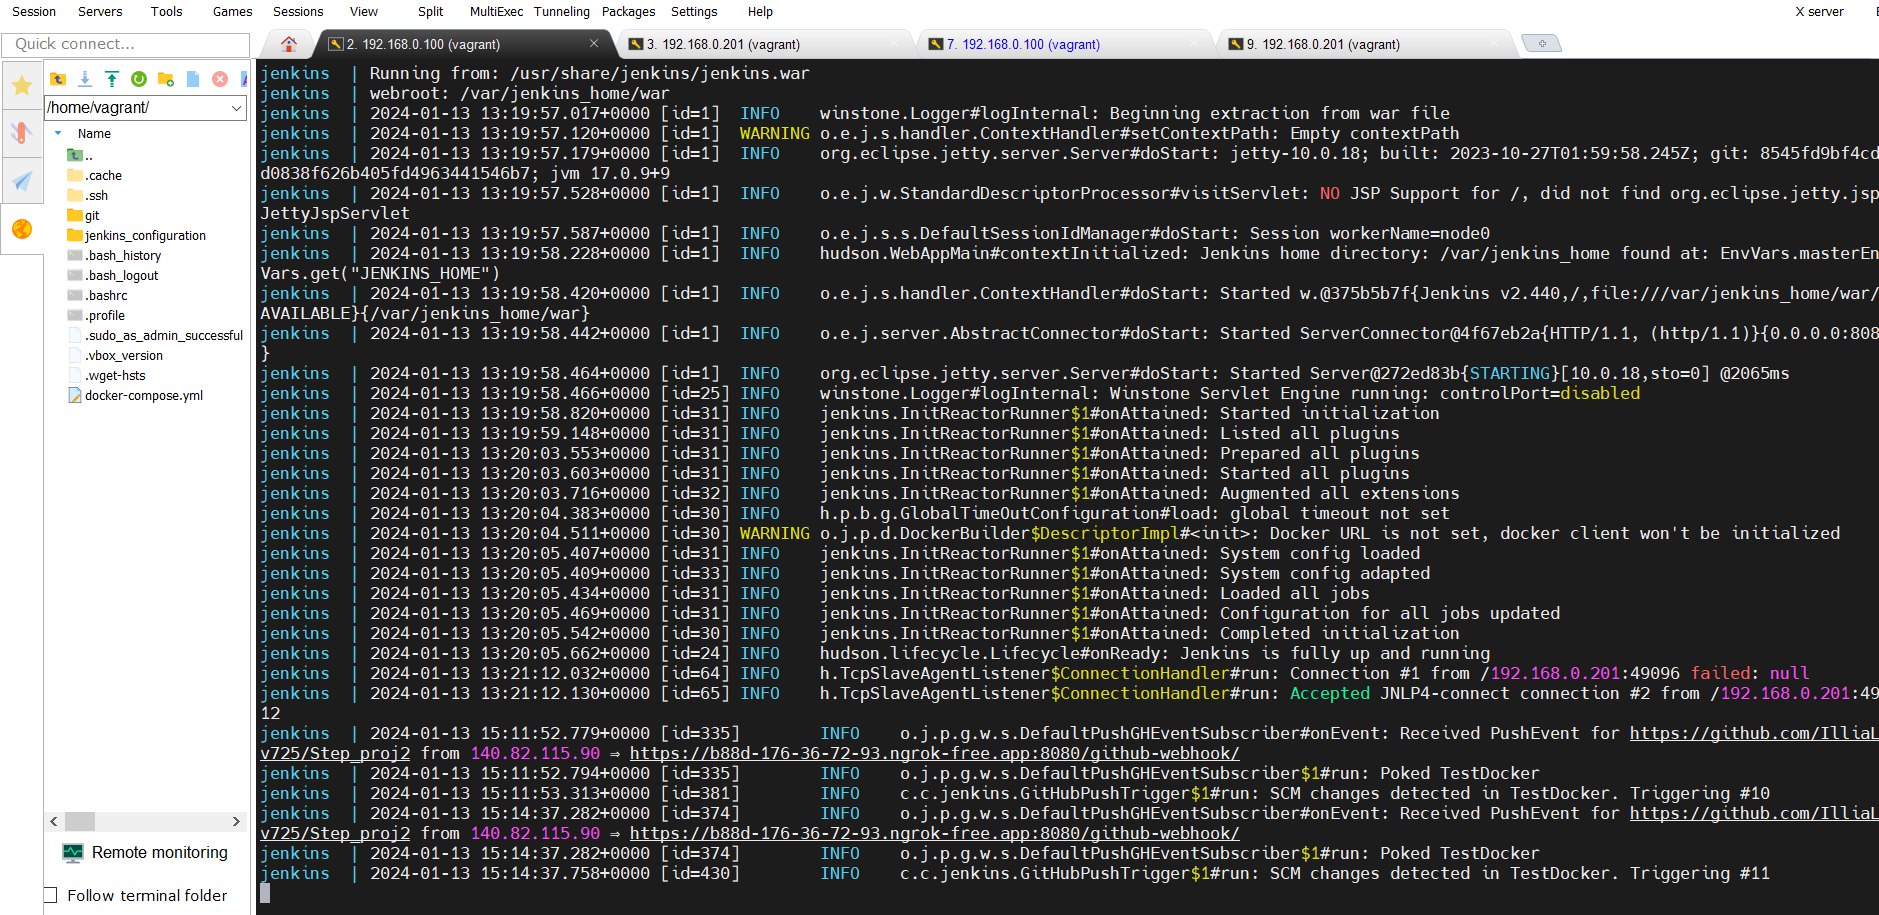 Session Servers Tools Games Sessions View Split MultiExec Tunneling Packages Settings Help X server
Quick connect...
2. 192.168.0.100 (vagrant)
3. 192.168.0.201 (vagrant)
7. 192.168.0.100 (vagrant)
9. 192.168.0.201 (vagrant)
/home/vagrant/
Name
..
.cache
.ssh
git
jenkins_configuration
.bash_history
.bash_logout
.bashrc
.profile
.sudo_as_admin_successful
.vbox_version
.wget-hsts
docker-compose.yml
Remote monitoring
Follow terminal folder
jenkins | Running from: /usr/share/jenkins/jenkins.war
jenkins | webroot: /var/jenkins_home/war
jenkins | 2024-01-13 13:19:57.017+0000 [id=1] INFO winstone.Logger#logInternal: Beginning extraction from war file
jenkins | 2024-01-13 13:19:57.120+0000 [id=1] WARNING o.e.j.s.handler.ContextHandler#setContextPath: Empty contextPath
jenkins | 2024-01-13 13:19:57.179+0000 [id=1] INFO org.eclipse.jetty.server.Server#doStart: jetty-10.0.18; built: 2023-10-27T01:59:58.245Z; git: 8545fd9bf4cd
d0838f626b405fd4963441546b7; jvm 17.0.9+9
jenkins | 2024-01-13 13:19:57.528+0000 [id=1] INFO o.e.j.w.StandardDescriptorProcessor#visitServlet: NO JSP Support for /, did not find org.eclipse.jetty.jsp
JettyJspServlet
jenkins | 2024-01-13 13:19:57.587+0000 [id=1] INFO o.e.j.s.s.DefaultSessionIdManager#doStart: Session workerName=node0
jenkins | 2024-01-13 13:19:58.228+0000 [id=1] INFO hudson.WebAppMain#contextInitialized: Jenkins home directory: /var/jenkins_home found at: EnvVars.masterEn
Vars.get("JENKINS_HOME")
jenkins | 2024-01-13 13:19:58.420+0000 [id=1] INFO o.e.j.s.handler.ContextHandler#doStart: Started w.@375b5b7f{Jenkins v2.440,/,file:///var/jenkins_home/war/
AVAILABLE}{/var/jenkins_home/war}
jenkins | 2024-01-13 13:19:58.442+0000 [id=1] INFO o.e.j.server.AbstractConnector#doStart: Started ServerConnector@4f67eb2a{HTTP/1.1, (http/1.1)}{0.0.0.0:808
}
jenkins | 2024-01-13 13:19:58.464+0000 [id=1] INFO org.eclipse.jetty.server.Server#doStart: Started Server@272ed83b{STARTING}[10.0.18,sto=0] @2065ms
jenkins | 2024-01-13 13:19:58.466+0000 [id=25] INFO winstone.Logger#logInternal: Winstone Servlet Engine running: controlPort=disabled
jenkins | 2024-01-13 13:19:58.820+0000 [id=31] INFO jenkins.InitReactorRunner$1#onAttained: Started initialization
jenkins | 2024-01-13 13:19:59.148+0000 [id=31] INFO jenkins.InitReactorRunner$1#onAttained: Listed all plugins
jenkins | 2024-01-13 13:20:03.553+0000 [id=31] INFO jenkins.InitReactorRunner$1#onAttained: Prepared all plugins
jenkins | 2024-01-13 13:20:03.603+0000 [id=31] INFO jenkins.InitReactorRunner$1#onAttained: Started all plugins
jenkins | 2024-01-13 13:20:03.716+0000 [id=32] INFO jenkins.InitReactorRunner$1#onAttained: Augmented all extensions
jenkins | 2024-01-13 13:20:04.383+0000 [id=30] INFO h.p.b.g.GlobalTimeOutConfiguration#load: global timeout not set
jenkins | 2024-01-13 13:20:04.511+0000 [id=30] WARNING o.j.p.d.DockerBuilder$DescriptorImpl#<init>: Docker URL is not set, docker client won't be initialized
jenkins | 2024-01-13 13:20:05.407+0000 [id=31] INFO jenkins.InitReactorRunner$1#onAttained: System config loaded
jenkins | 2024-01-13 13:20:05.409+0000 [id=33] INFO jenkins.InitReactorRunner$1#onAttained: System config adapted
jenkins | 2024-01-13 13:20:05.434+0000 [id=31] INFO jenkins.InitReactorRunner$1#onAttained: Loaded all jobs
jenkins | 2024-01-13 13:20:05.469+0000 [id=31] INFO jenkins.InitReactorRunner$1#onAttained: Configuration for all jobs updated
jenkins | 2024-01-13 13:20:05.542+0000 [id=30] INFO jenkins.InitReactorRunner$1#onAttained: Completed initialization
jenkins | 2024-01-13 13:20:05.662+0000 [id=24] INFO hudson.lifecycle.Lifecycle#onReady: Jenkins is fully up and running
jenkins | 2024-01-13 13:21:12.032+0000 [id=64] INFO h.TcpSlaveAgentListener$ConnectionHandler#run: Connection #1 from /192.168.0.201:49096 failed: null
jenkins | 2024-01-13 13:21:12.130+0000 [id=65] INFO h.TcpSlaveAgentListener$ConnectionHandler#run: Accepted JNLP4-connect connection #2 from /192.168.0.201:49
12
jenkins | 2024-01-13 15:11:52.779+0000 [id=335] INFO o.j.p.g.w.s.DefaultPushGHEventSubscriber#onEvent: Received PushEvent for https://github.com/IlliaL
v725/Step_proj2 from 140.82.115.90 ⇒ https://b88d-176-36-72-93.ngrok-free.app:8080/github-webhook/
jenkins | 2024-01-13 15:11:52.794+0000 [id=335] INFO o.j.p.g.w.s.DefaultPushGHEventSubscriber$1#run: Poked TestDocker
jenkins | 2024-01-13 15:11:53.313+0000 [id=381] INFO c.c.jenkins.GitHubPushTrigger$1#run: SCM changes detected in TestDocker. Triggering #10
jenkins | 2024-01-13 15:14:37.282+0000 [id=374] INFO o.j.p.g.w.s.DefaultPushGHEventSubscriber#onEvent: Received PushEvent for https://github.com/IlliaL
v725/Step_proj2 from 140.82.115.90 ⇒ https://b88d-176-36-72-93.ngrok-free.app:8080/github-webhook/
jenkins | 2024-01-13 15:14:37.282+0000 [id=374] INFO o.j.p.g.w.s.DefaultPushGHEventSubscriber$1#run: Poked TestDocker
jenkins | 2024-01-13 15:14:37.758+0000 [id=430] INFO c.c.jenkins.GitHubPushTrigger$1#run: SCM changes detected in TestDocker. Triggering #11